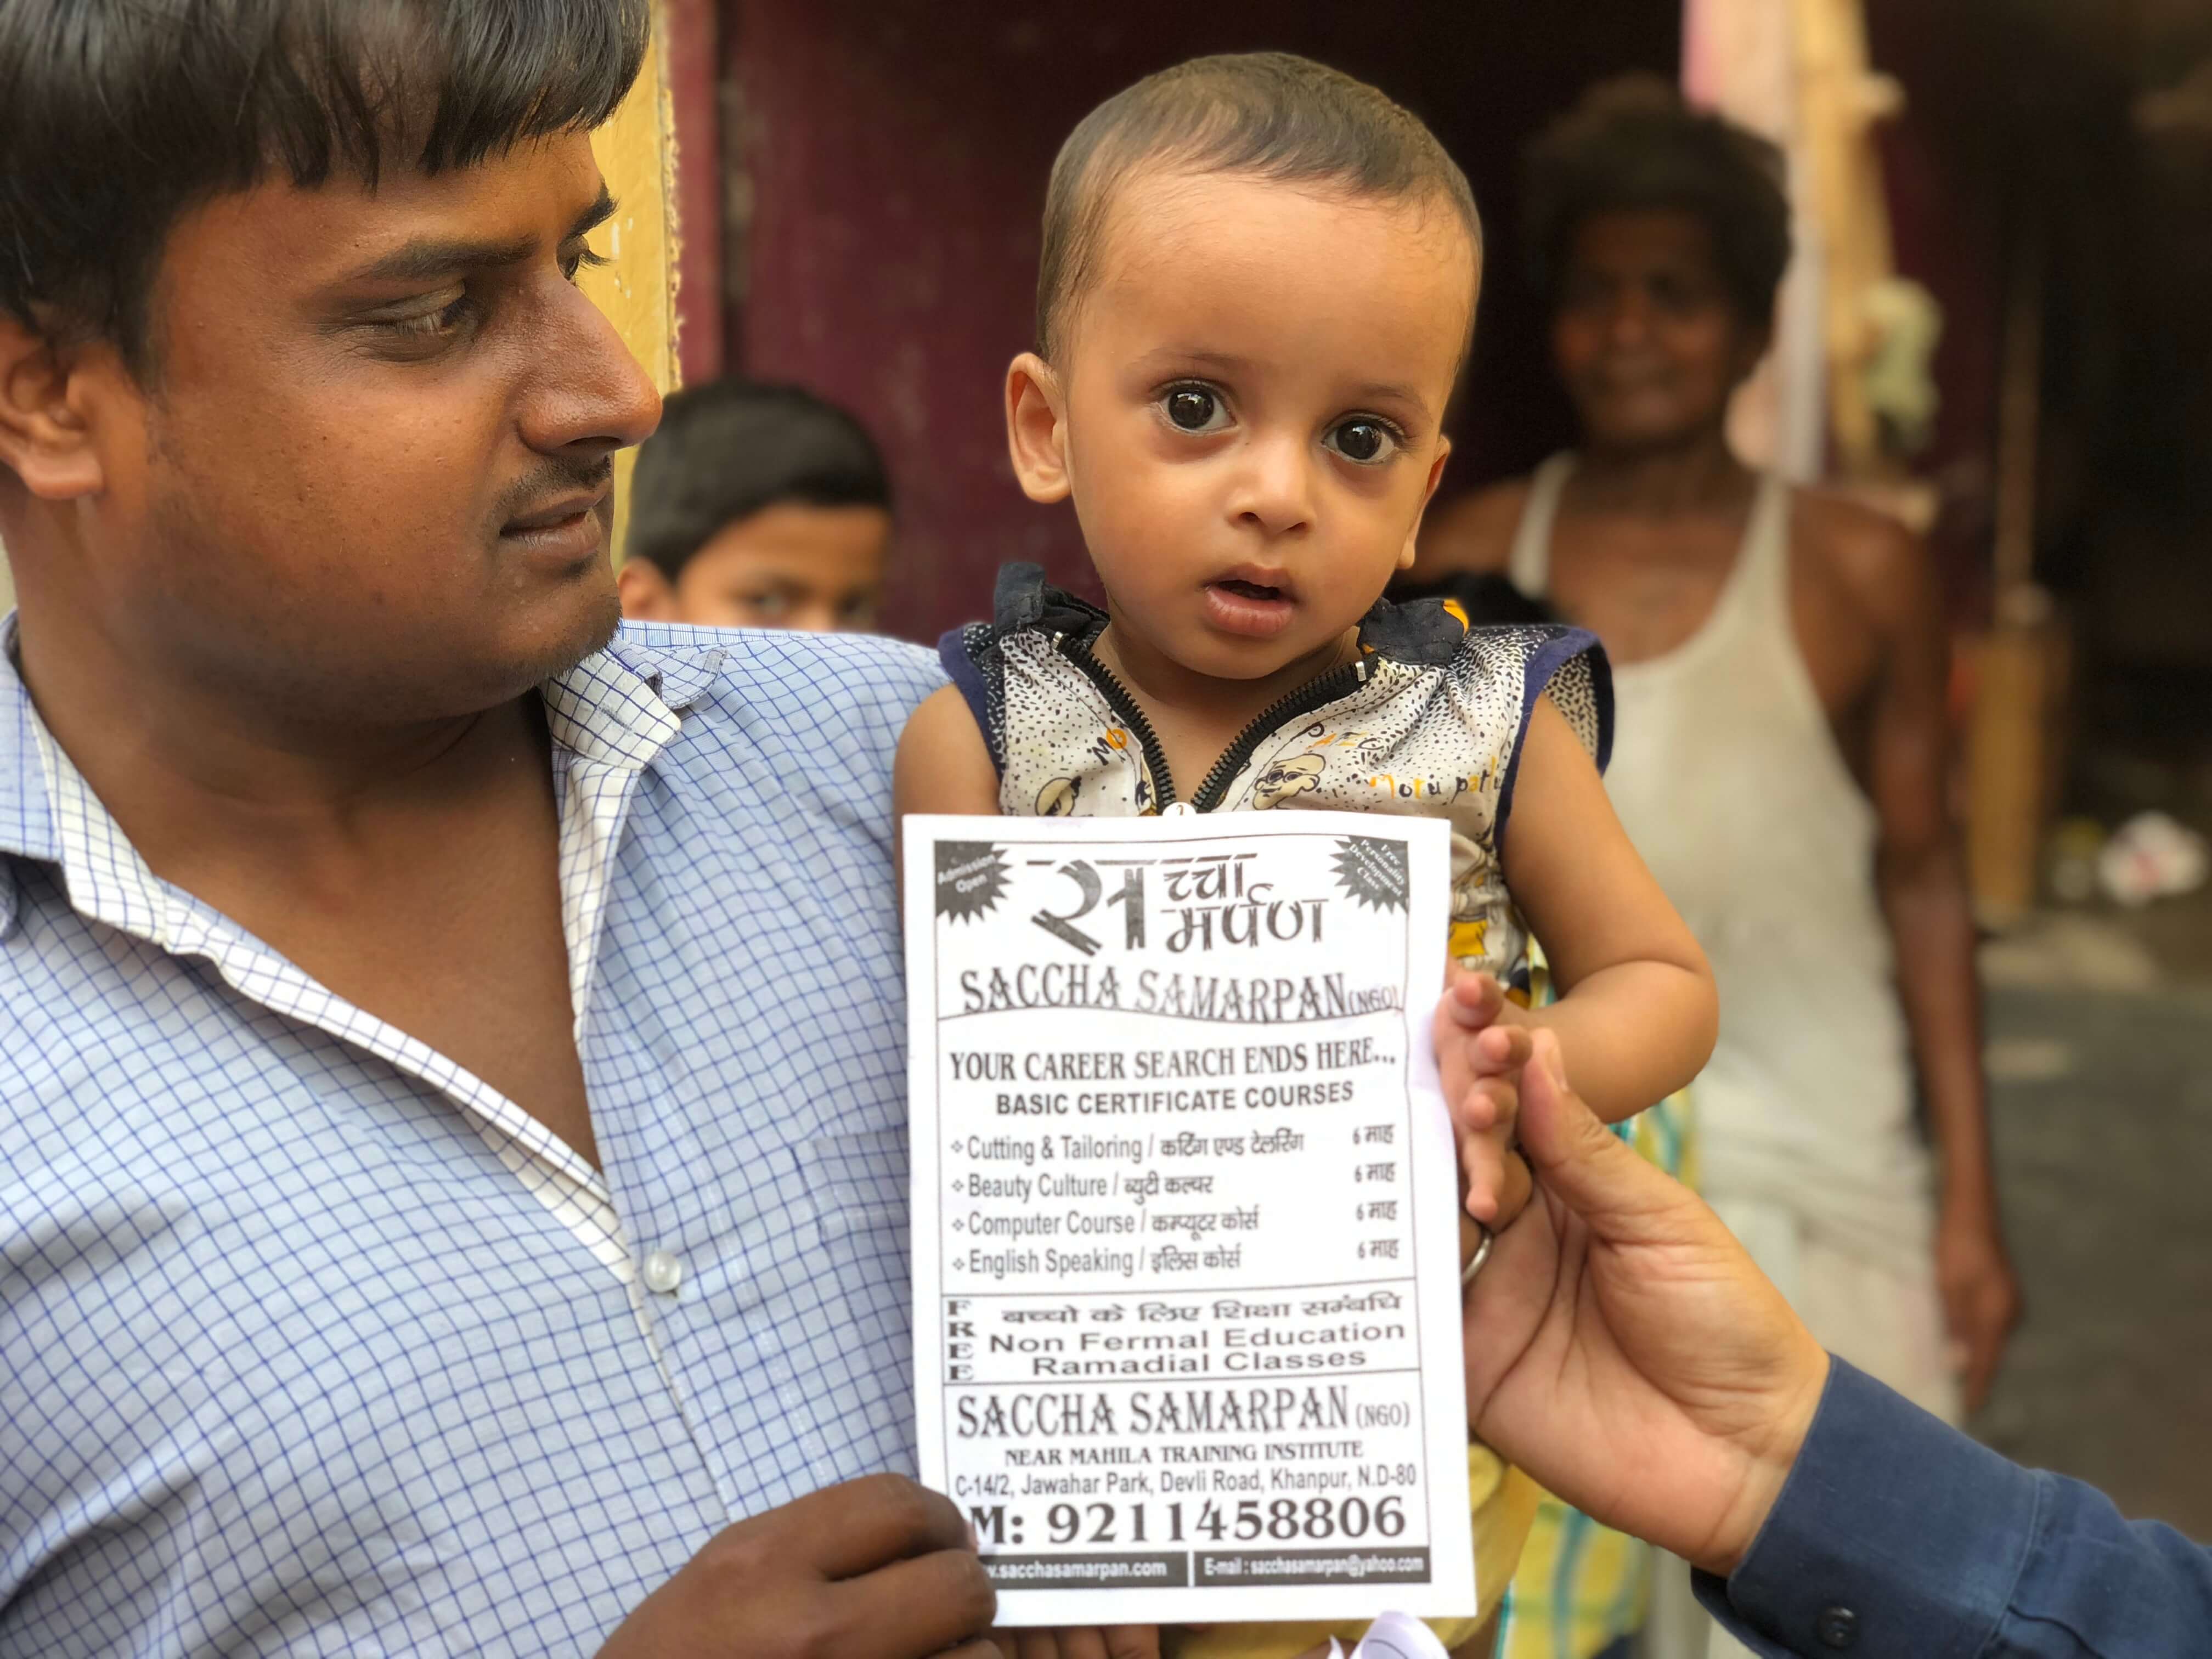 Mo
Motu patlu
Admission
Open
सच्चा
समर्पण
Free
Personality
Development
Class
SACCHA SAMARPAN (NGO)
YOUR CAREER SEARCH ENDS HERE...
BASIC CERTIFICATE COURSES
❖ Cutting & Tailoring / कटिंग एण्ड टेलरिंग 6 माह
❖ Beauty Culture / ब्युटी कल्चर 6 माह
❖ Computer Course / कम्प्यूटर कोर्स 6 माह
❖ English Speaking / इंलिस कोर्स 6 माह
FREE
बच्चो के लिए शिक्षा सम्बंधि
Non Fermal Education
Ramadial Classes
SACCHA SAMARPAN (NGO)
NEAR MAHILA TRAINING INSTITUTE
C-14/2, Jawahar Park, Devli Road, Khanpur, N.D-80
M: 9211458806
w.sacchasamarpan.com E-mail : sacchasamarpan@yahoo.com